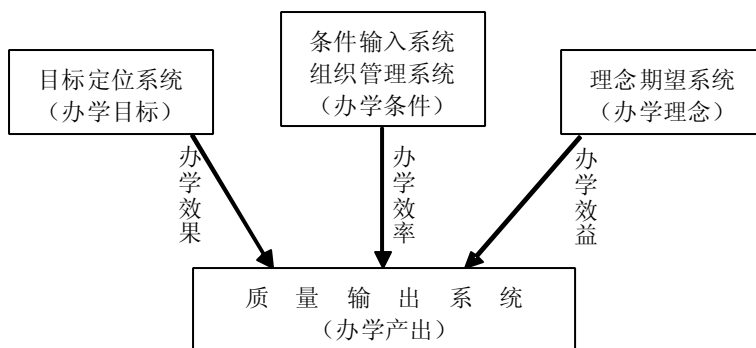 目标定位系统
（办学目标）
条件输入系统
组织管理系统
（办学条件）
理念期望系统
（办学理念）
办学效果
办学效率
办学效益
质量输出系统
（办学产出）